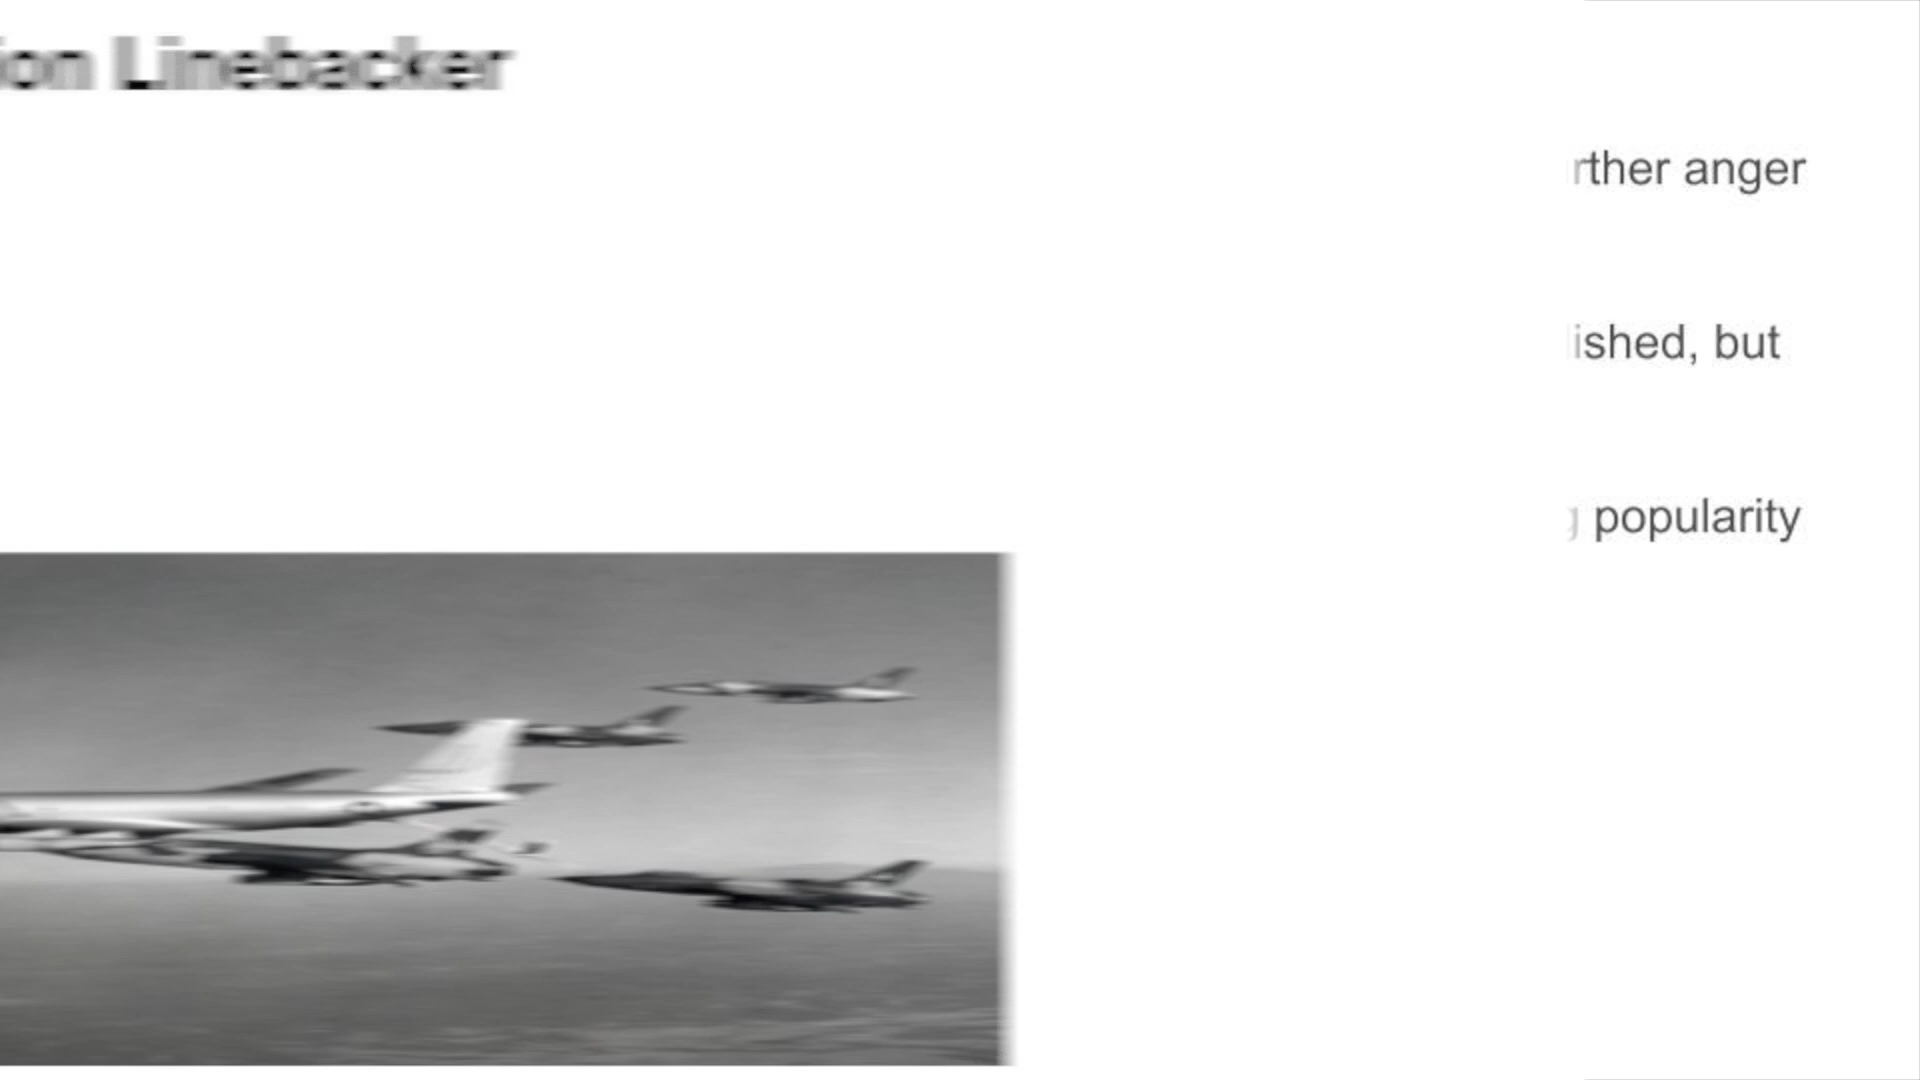 ion Linebacker
rther anger
ished, but
popularity